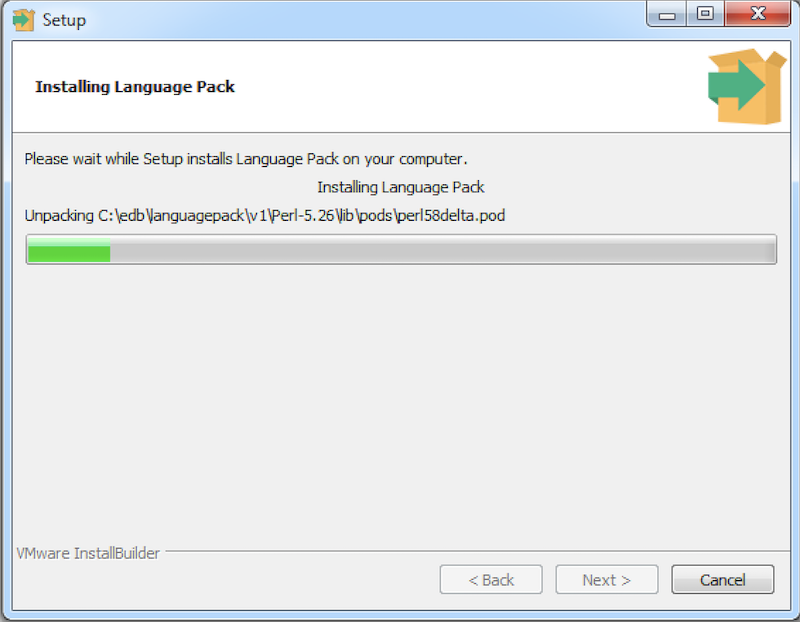 Setup
Installing Language Pack
Please wait while Setup installs Language Pack on your computer.
Installing Language Pack
Unpacking C:\edb\languagepack\v1\Perl-5.26\lib\pods\perl58delta.pod
VMware InstallBuilder
< Back
Next >
Cancel